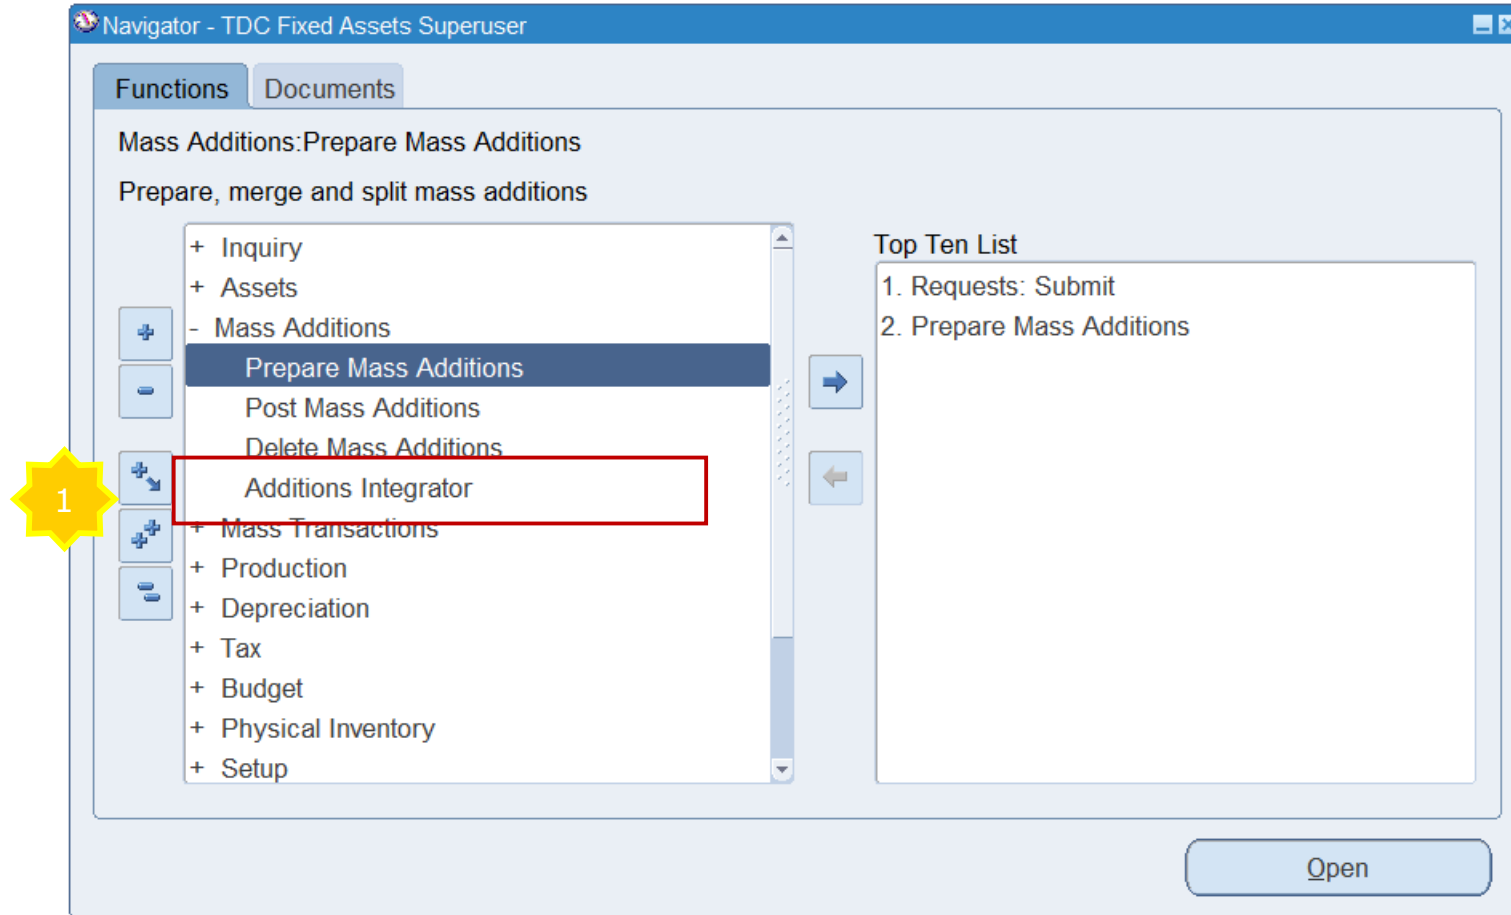 Navigator - TDC Fixed Assets Superuser
Functions Documents
Mass Additions:Prepare Mass Additions
Prepare, merge and split mass additions
+ Inquiry
+ Assets
- Mass Additions
Prepare Mass Additions
Post Mass Additions
Delete Mass Additions
Additions Integrator
+ Mass Transactions
+ Production
+ Depreciation
+ Tax
+ Budget
+ Physical Inventory
+ Setup
1
Top Ten List
1. Requests: Submit
2. Prepare Mass Additions
Open